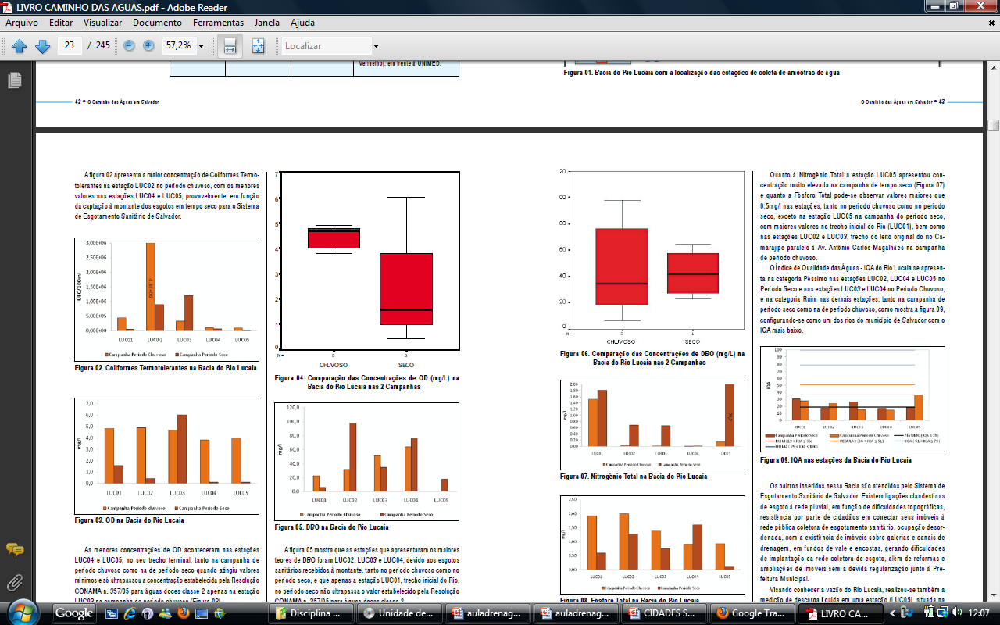 LIVRO CAMINHO DAS AGUAS.pdf - Adobe Reader
Arquivo Editar Visualizar Documento Ferramentas Janela Ajuda
23 / 245 57,2% Localizar
Vermelho), em frente à UNIMED.
Figura 01. Bacia do Rio Lucaia com a localização das estações de coleta de amostras de água
42 • O Caminho das Águas em Salvador
O Caminho das Águas em Salvador • 43
A figura 02 apresenta a maior concentração de Coliformes Termo-
tolerantes na estação LUC02 no período chuvoso, com os menores
valores nas estações LUC04 e LUC05, provavelmente, em função
da captação à montante dos esgotos em tempo seco para o Sistema
de Esgotamento Sanitário de Salvador.
UFC/100ml
3,00E+06
2,50E+06
2,00E+06
1,50E+06
1,00E+06
5,00E+05
0,00E+00
LUC01 LUC02 LUC03 LUC04 LUC05
Campanha Período Chuvoso Campanha Período Seco
Figura 02. Coliformes Termotolerantes na Bacia do Rio Lucaia
mg/l
7,0
6,0
5,0
4,0
3,0
2,0
1,0
0,0
LUC01 LUC02 LUC03 LUC04 LUC05
Campanha Período chuvoso Campanha Período Seco
Figura 03. OD na Bacia do Rio Lucaia
As menores concentrações de OD aconteceram nas estações
LUC04 e LUC05, no seu trecho terminal, tanto na campanha de
período chuvoso como na de período seco quando atingiu valores
mínimos e só ultrapassou a concentração estabelecida pela Resolução
CONAMA n. 357/05 para águas doces classe 2 apenas na estação
LUC03 na campanha de período chuvoso (Figura 03).
7
6
5
4
3
2
1
0
N = 5 3
CHUVOSO SECO
Figura 04. Comparação das Concentrações de OD (mg/L) na
Bacia do Rio Lucaia nas 2 Campanhas
mg/L
120,0
100,0
80,0
60,0
40,0
20,0
0,0
LUC01 LUC02 LUC03 LUC04 LUC05
Campanha Período Chuvoso Campanha Período Seco
Figura 05. DBO na Bacia do Rio Lucaia
A figura 05 mostra que as estações que apresentaram os maiores
teores de DBO foram LUC02, LUC03 e LUC04, devido aos esgotos
sanitários recebidos à montante, tanto no período chuvoso como no
período seco, e que apenas a estação LUC01, trecho inicial do Rio,
no período seco não ultrapassa o valor estabelecido pela Resolução
CONAMA n. 357/05 para águas doces classe 2.
20
00
80
60
40
20
0
N =
CHUVOSO SECO
Figura 06. Comparação das Concentrações de DBO (mg/L) na
Bacia do Rio Lucaia nas 2 Campanhas
mg/l
2.00
1.80
1.60
1.40
1.20
1.00
0.80
0.60
0.40
0.20
0.00
LUC01 LUC02 LUC03 LUC04 LUC05
Campanha Período Chuvoso Campanha Período Seco
Figura 07. Nitrogênio Total na Bacia do Rio Lucaia
mg/l
2,50
2,00
1,50
1,00
0,50
0,00
LUC01 LUC02 LUC03 LUC04 LUC05
Campanha Período Chuvoso Campanha Período Seco
Figura 08. Fósforo Total na Bacia do Rio Lucaia
Quanto à Nitrogênio Total a estação LUC05 apresentou con-
centração muito elevada na campanha de tempo seco (Figura 07)
e quanto a Fósforo Total pode-se observar valores maiores que
0,5mg/l nas estações, tanto no período chuvoso como no período
seco, exceto na estação LUC05 na campanha do período seco,
com maiores valores no trecho inicial do Rio (LUC01), bem como
nas estações LUC02 e LUC03, trecho do leito original do rio Ca-
marajipe paralelo à Av. Antônio Carlos Magalhães na campanha
de período chuvoso.
O Índice de Qualidade das Águas - IQA do Rio Lucaia se apresen-
ta na categoria Péssimo nas estações LUC02, LUC04 e LUC05 no
Período Seco e nas estações LUC03 e LUC04 no Período Chuvoso,
e na categoria Ruim nas demais estações, tanto na campanha de
período seco como na de período chuvoso, como mostra a figura 09,
configurando-se como um dos rios do município de Salvador com o
IQA mais baixo.
IQA
100
90
80
70
60
50
40
30
20
10
0
LUC01 LUC02 LUC03 LUC04 LUC05
Campanha Período Seco Campanha Período Chuvoso PÉSSIMO (IQA ≤ 19)
RUIM (19 < IQA ≤ 36) REGULAR (36 < IQA ≤ 51) BOA (51 < IQA ≤ 79)
ÓTIMA (79 < IQA ≤ 100)
Figura 09. IQA nas estações da Bacia do Rio Lucaia
Os bairros inseridos nessa Bacia são atendidos pelo Sistema de
Esgotamento Sanitário de Salvador. Existem ligações clandestinas
de esgoto à rede pluvial, em função de dificuldades topográficas,
resistência por parte de cidadãos em conectar seus imóveis à
rede pública coletora de esgotamento sanitário, ocupação desor-
denada, com a existência de imóveis sobre galerias e canais de
drenagem, em fundos de vale e encostas, gerando dificuldades
de implantação da rede coletora de esgoto, além de reformas e
ampliações de imóveis sem a devida regularização junto à Pre-
feitura Municipal.
Visando conhecer a vazão do Rio Lucaia, realizou-se também a
medição de descarga líquida em uma estação (LUC05), situada na
Google Disciplina ... Unidade de... auladrenag... auladrenag... CIDADES S... Google Tra... LIVRO CA... 12:07